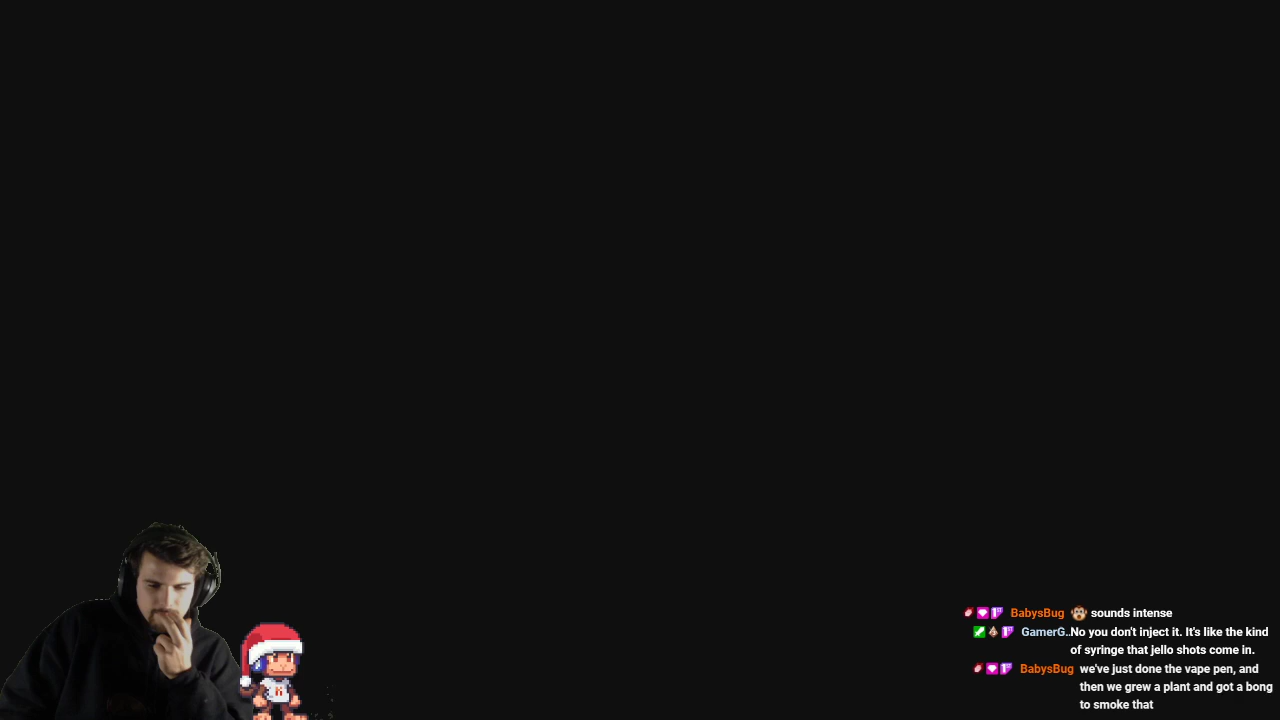 BabysBug sounds intense
GamerG.. No you don't inject it. It's like the kind
of syringe that jello shots come in.
BabysBug we've just done the vape pen, and
then we grew a plant and got a bong
to smoke that